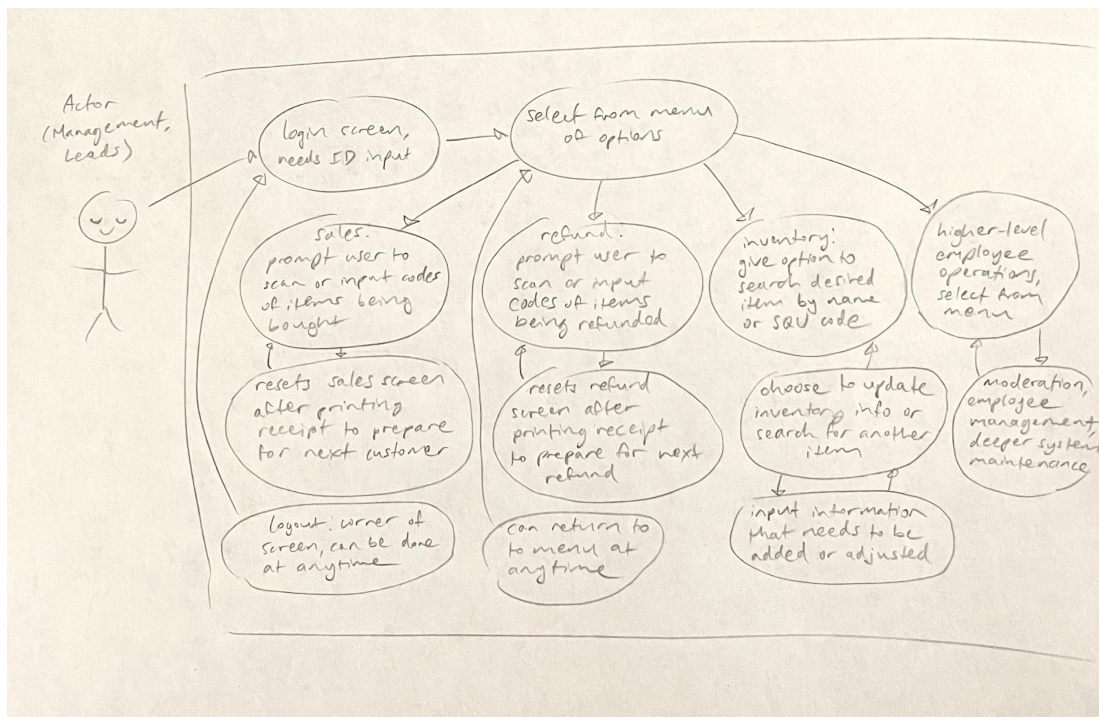 Actor
(Management,
Leads)
login screen,
needs ID input
select from menu
of options
sales:
prompt user to
scan or input codes
of items being
bought
refund:
prompt user to
scan or input
codes of items
being refunded
inventory:
give option to
search desired
item by name
or SQU code
higher-level
employee
operations,
select from
menu
resets sales screen
after printing
receipt to prepare
for next customer
resets refund
screen after
printing receipt
to prepare for next
refund
choose to update
inventory info or
search for another
item
moderation,
employee
management,
deeper system
maintenance
logout: corner of
screen, can be done
at anytime
can return to
to menu at
anytime
input information
that needs to be
added or adjusted